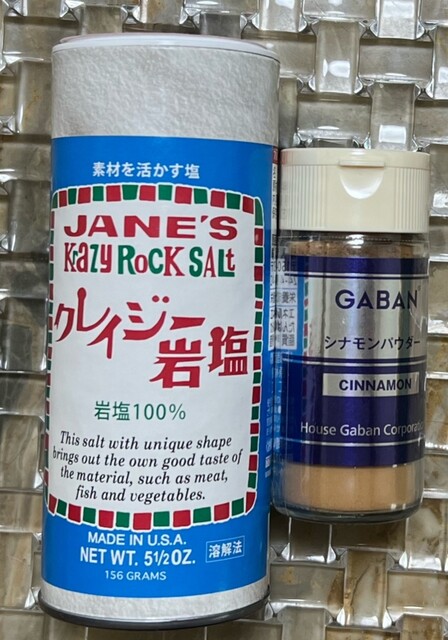 素材を活かす塩
JANE'S
KRazy ROCK SALt
クレイジー
岩塩
岩塩100%
This salt with unique shape
brings out the own good taste of
the material, such as meat,
fish and vegetables.
MADE IN U.S.A.
NET WT. 5 1/2 OZ.
156 GRAMS
溶解法
GABAN
シナモンパウダー
CINNAMON
House Gaban